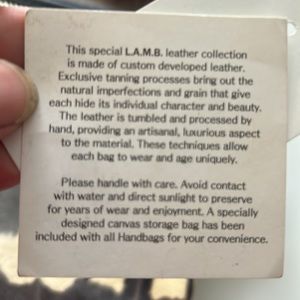 This special L.A.M.B. leather collection
is made of custom developed leather.
Exclusive tanning processes bring out the
natural imperfections and grain that give
each hide its individual character and beauty.
The leather is tumbled and processed by
hand, providing an artisanal, luxurious aspect
to the material. These techniques allow
each bag to wear and age uniquely.
Please handle with care. Avoid contact
with water and direct sunlight to preserve
for years of wear and enjoyment. A specially
designed canvas storage bag has been
included with all Handbags for your convenience.